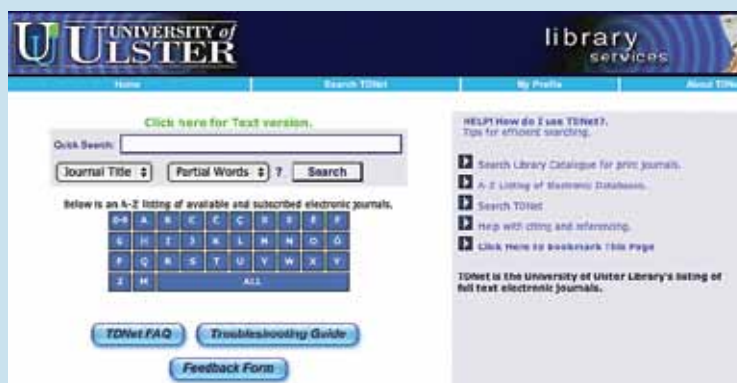 UNIVERSITY of
ULSTER
library
services
Home
Search TDNet
My Profile
About TDNet
Click here for Text version.
Quick Search:
Journal Title
Partial Words
?
Search
Below is an A-Z listing of available and subscribed electronic journals.
0-9 A B C
G H I J K L M N O Ö
P Q R S T U V W X Y
Z
ALL
TDNet FAQ
Troubleshooting Guide
Feedback Form
HELP! How do I use TDNet?.
Tips for efficient searching.
Search Library Catalogue for print journals.
A-Z Listing of Electronic Databases.
Search TDNet
Help with citing and referencing.
Click Here to bookmark This Page
TDNet is the University of Ulster Library's listing of
full text electronic journals.